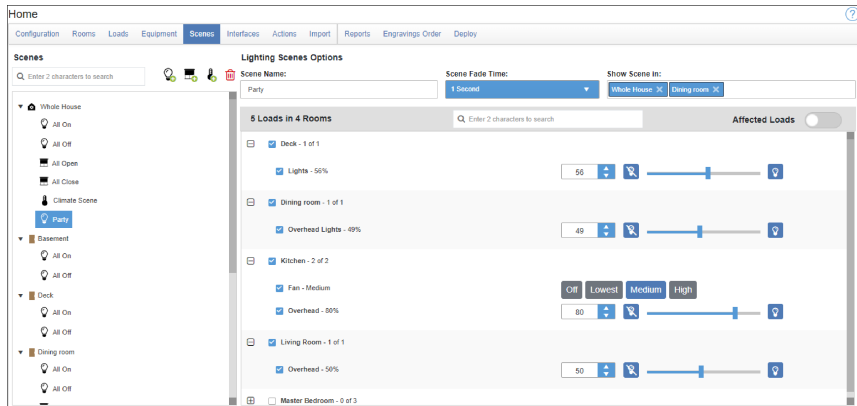 Home
?
Configuration Rooms Loads Equipment Scenes Interfaces Actions Import Reports Engravings Order Deploy
Scenes
Enter 2 characters to search
Whole House
All On
All Off
All Open
All Close
Climate Scene
Party
Basement
All On
All Off
Deck
All On
All Off
Dining room
All On
All Off
Lighting Scenes Options
Scene Name: Scene Fade Time: Show Scene in:
Party 1 Second Whole House X Dining room X
5 Loads in 4 Rooms Enter 2 characters to search Affected Loads
Deck - 1 of 1
Lights - 56% 56
Dining room - 1 of 1
Overhead Lights - 49% 49
Kitchen - 2 of 2
Fan - Medium Off Lowest Medium High
Overhead - 80% 80
Living Room - 1 of 1
Overhead - 50% 50
Master Bedroom - 0 of 3